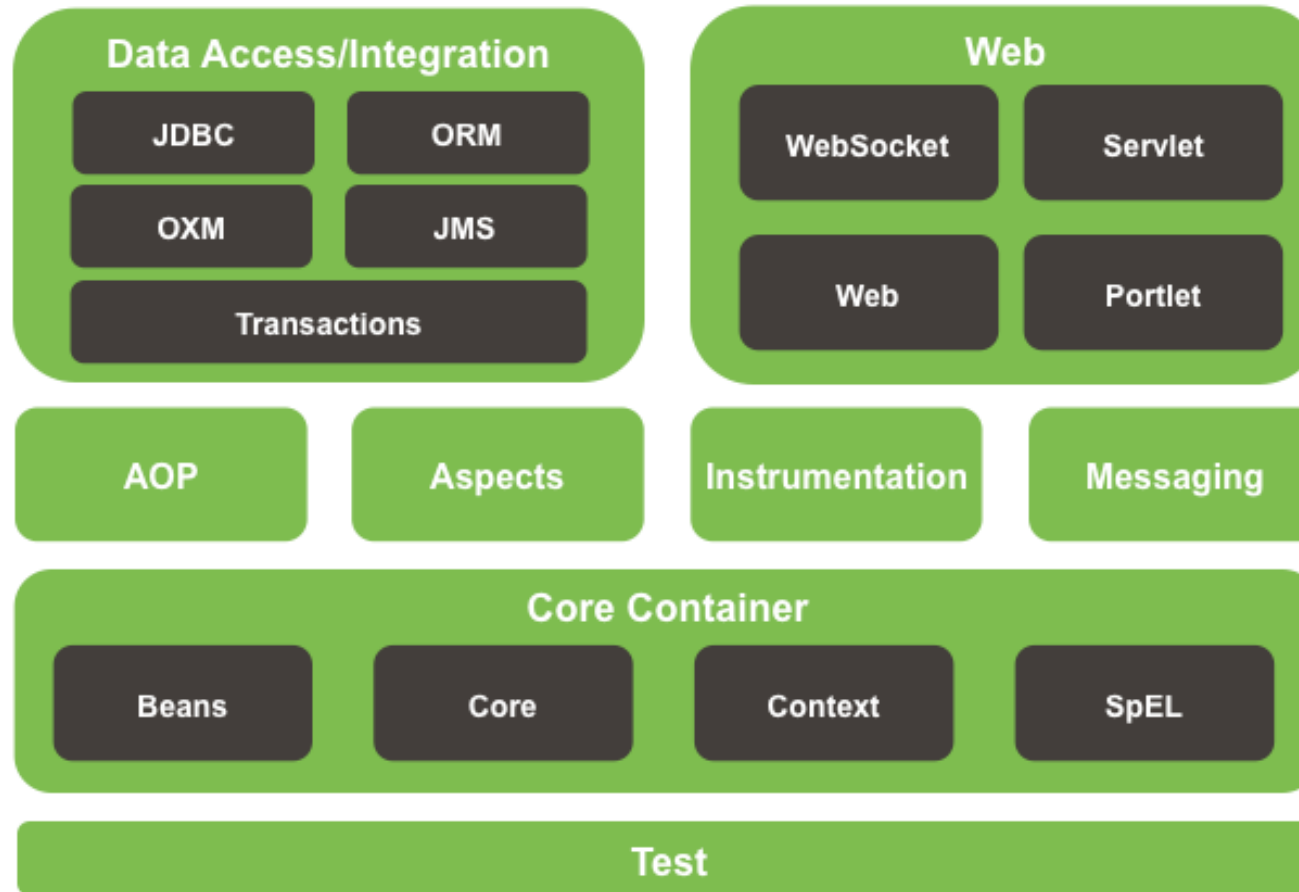 Data Access/Integration
JDBC
ORM
OXM
JMS
Transactions
Web
WebSocket
Servlet
Web
Portlet
AOP
Aspects
Instrumentation
Messaging
Core Container
Beans
Core
Context
SpEL
Test